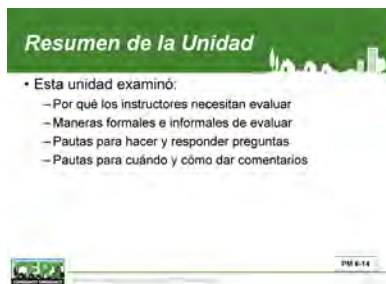 Resumen de la Unidad
• Esta unidad examinó:
– Por qué los instructores necesitan evaluar
– Maneras formales e informales de evaluar
– Pautas para hacer y responder preguntas
– Pautas para cuándo y cómo dar comentarios
CERT
PM 6-14